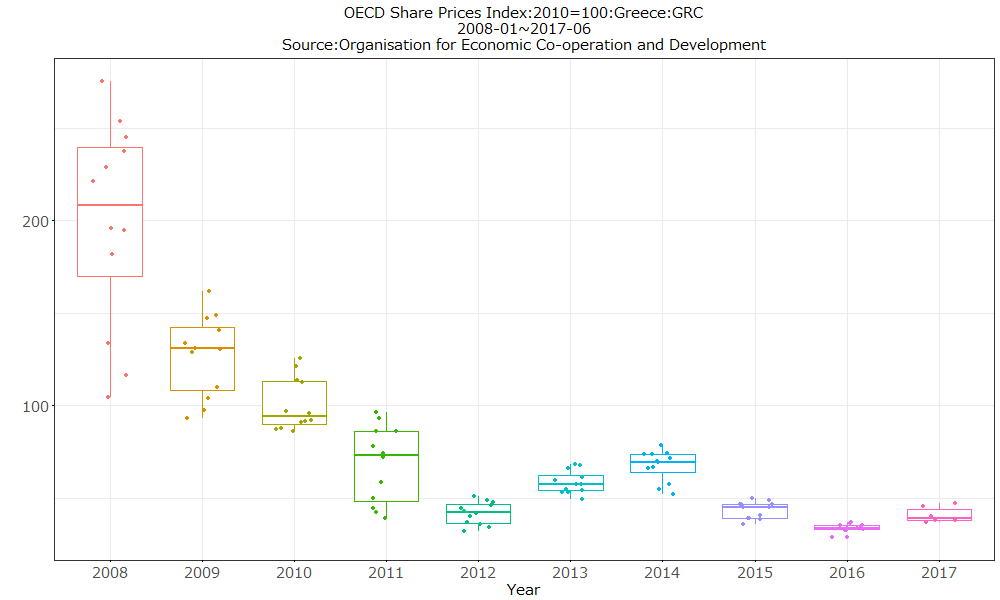 OECD Share Prices Index:2010=100:Greece:GRC
2008-01~2017-06
Source:Organisation for Economic Co-operation and Development
200
100
2008 2009 2010 2011 2012 2013 2014 2015 2016 2017
Year